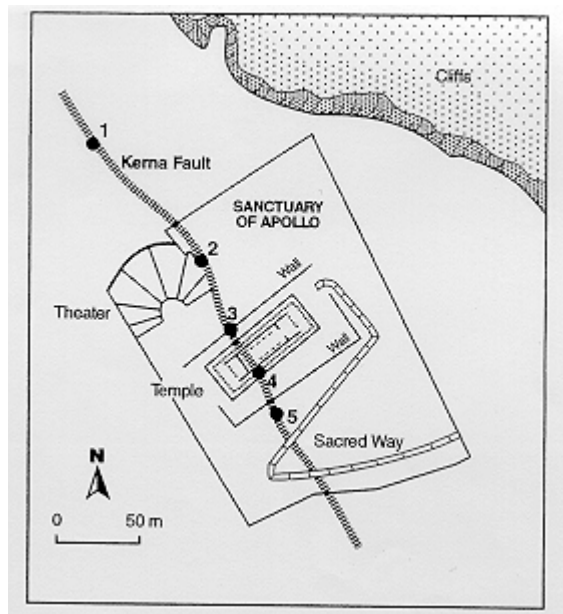 Cliffs
1
Kerna Fault
SANCTUARY
OF APOLLO
2
Wall
Theater
3
Wall
Temple
4
5
Sacred Way
N
0 50 m